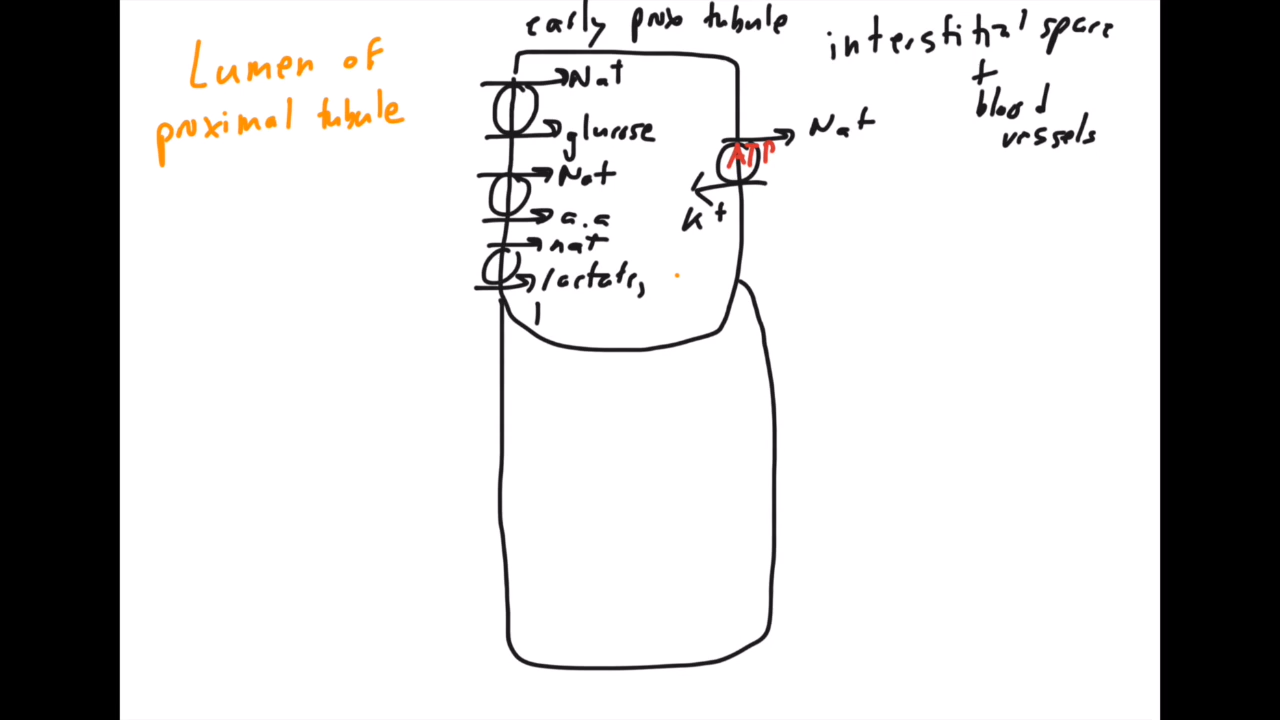 early prox tubule
Lumen of
proximal tubule
interstitial space
+
blood
vessels
Na+
glucose
Na+
a.a
na+
lactate,
Na+
ATP
K+